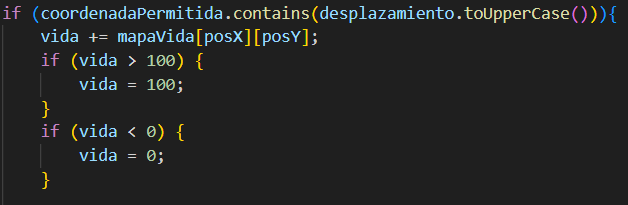 if (coordenadaPermitida.contains(desplazamiento.toUpperCase())){
    vida += mapaVida[posX][posY];
    if (vida > 100) {
        vida = 100;
    }
    if (vida < 0) {
        vida = 0;
    }